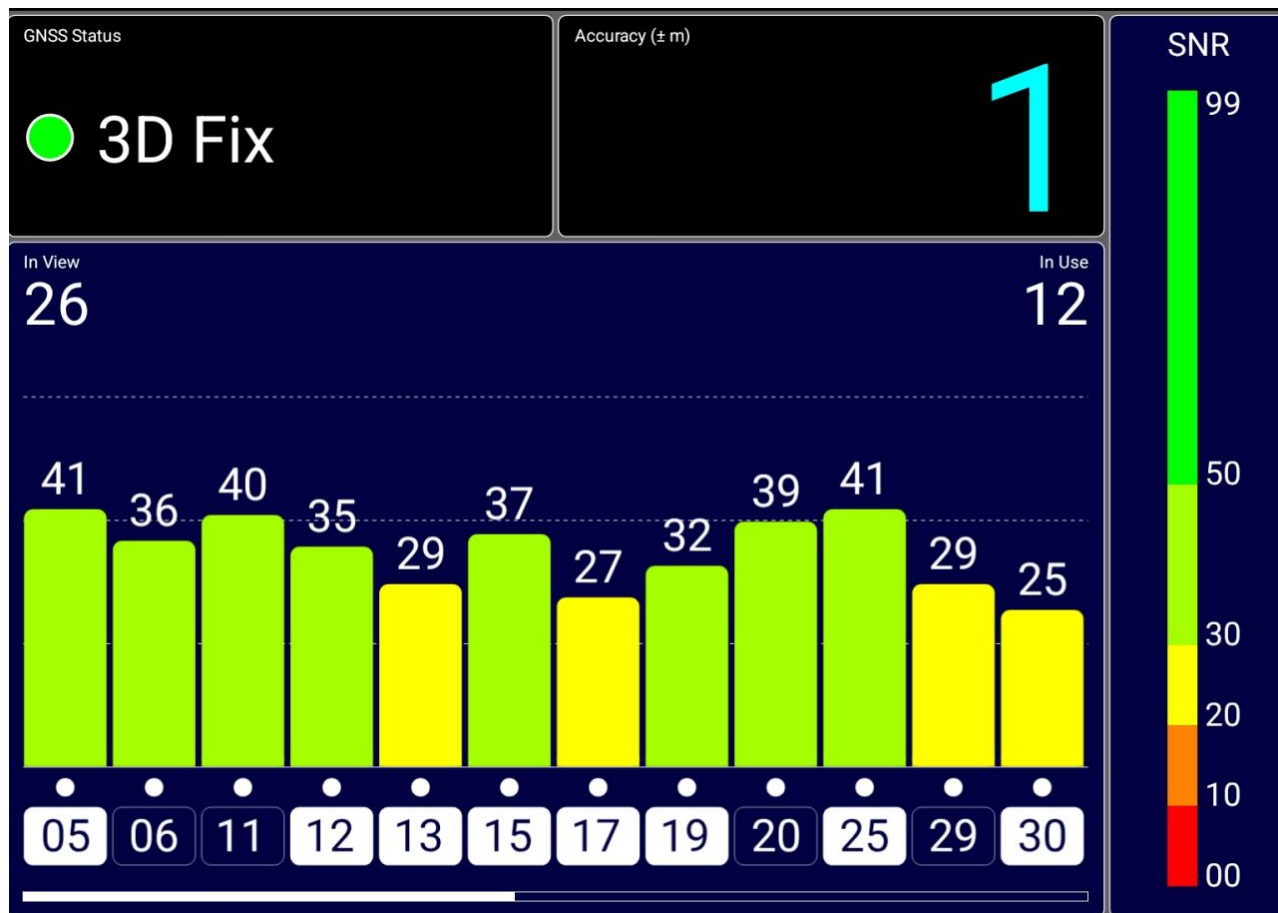 GNSS Status
3D Fix
Accuracy (± m)
1
In View
26
In Use
12
41 36 40 35 29 37 27 32 39 41 29 25
05 06 11 12 13 15 17 19 20 25 29 30
SNR
99
50
30
20
10
00